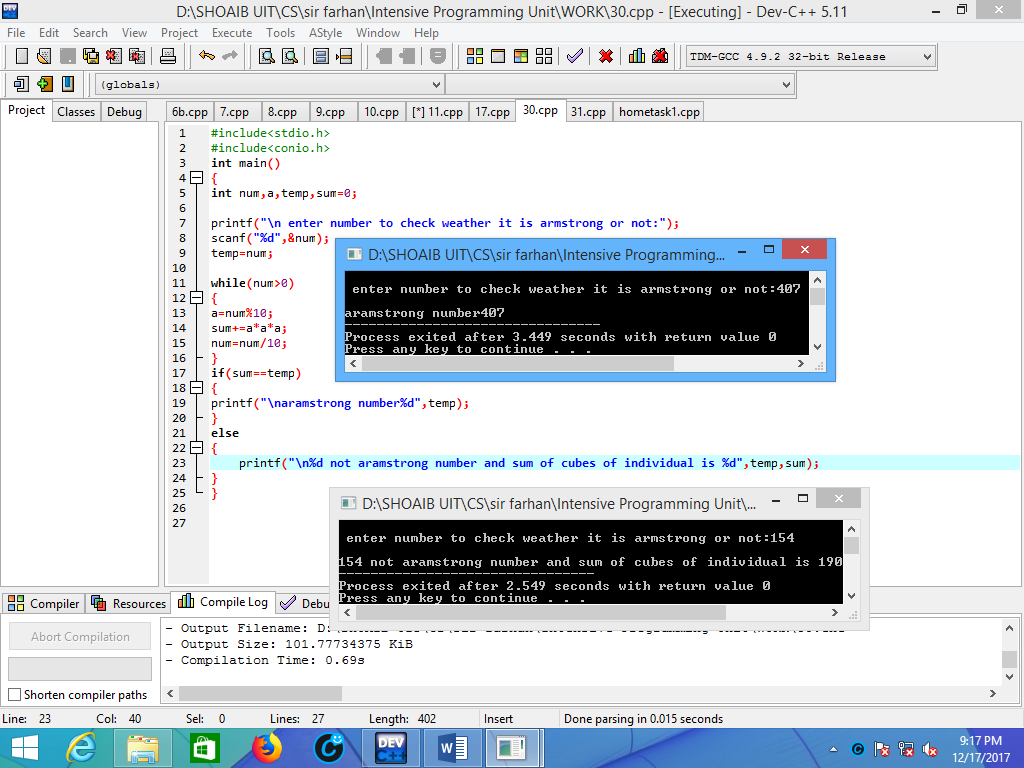 D:\SHOAIB UIT\CS\sir farhan\Intensive Programming Unit\WORK\30.cpp - [Executing] - Dev-C++ 5.11
File Edit Search View Project Execute Tools AStyle Window Help
TDM-GCC 4.9.2 32-bit Release
(globals)
Project Classes Debug
6b.cpp 7.cpp 8.cpp 9.cpp 10.cpp [*] 11.cpp 17.cpp 30.cpp 31.cpp hometask1.cpp
1 #include<stdio.h>
2 #include<conio.h>
3 int main()
4 {
5 int num,a,temp,sum=0;
6
7 printf("\n enter number to check weather it is armstrong or not:");
8 scanf("%d",&num);
9 temp=num;
10
11 while(num>0)
12 {
13 a=num%10;
14 sum+=a*a*a;
15 num=num/10;
16 }
17 if(sum==temp)
18 {
19 printf("\naramstrong number%d",temp);
20 }
21 else
22 {
23 printf("\n%d not aramstrong number and sum of cubes of individual is %d",temp,sum);
24 }
25 }
26
27
D:\SHOAIB UIT\CS\sir farhan\Intensive Programming...
enter number to check weather it is armstrong or not:407
aramstrong number407
--------------------------------
Process exited after 3.449 seconds with return value 0
Press any key to continue . . .
D:\SHOAIB UIT\CS\sir farhan\Intensive Programming Unit\...
enter number to check weather it is armstrong or not:154
154 not aramstrong number and sum of cubes of individual is 190
--------------------------------
Process exited after 2.549 seconds with return value 0
Press any key to continue . . .
Compiler Resources Compile Log Debu
Abort Compilation
Shorten compiler paths
- Output Filename: D:
- Output Size: 101.77734375 KiB
- Compilation Time: 0.69s
Line: 23 Col: 40 Sel: 0 Lines: 27 Length: 402 Insert Done parsing in 0.015 seconds
DEV C++
9:17 PM
12/17/2017